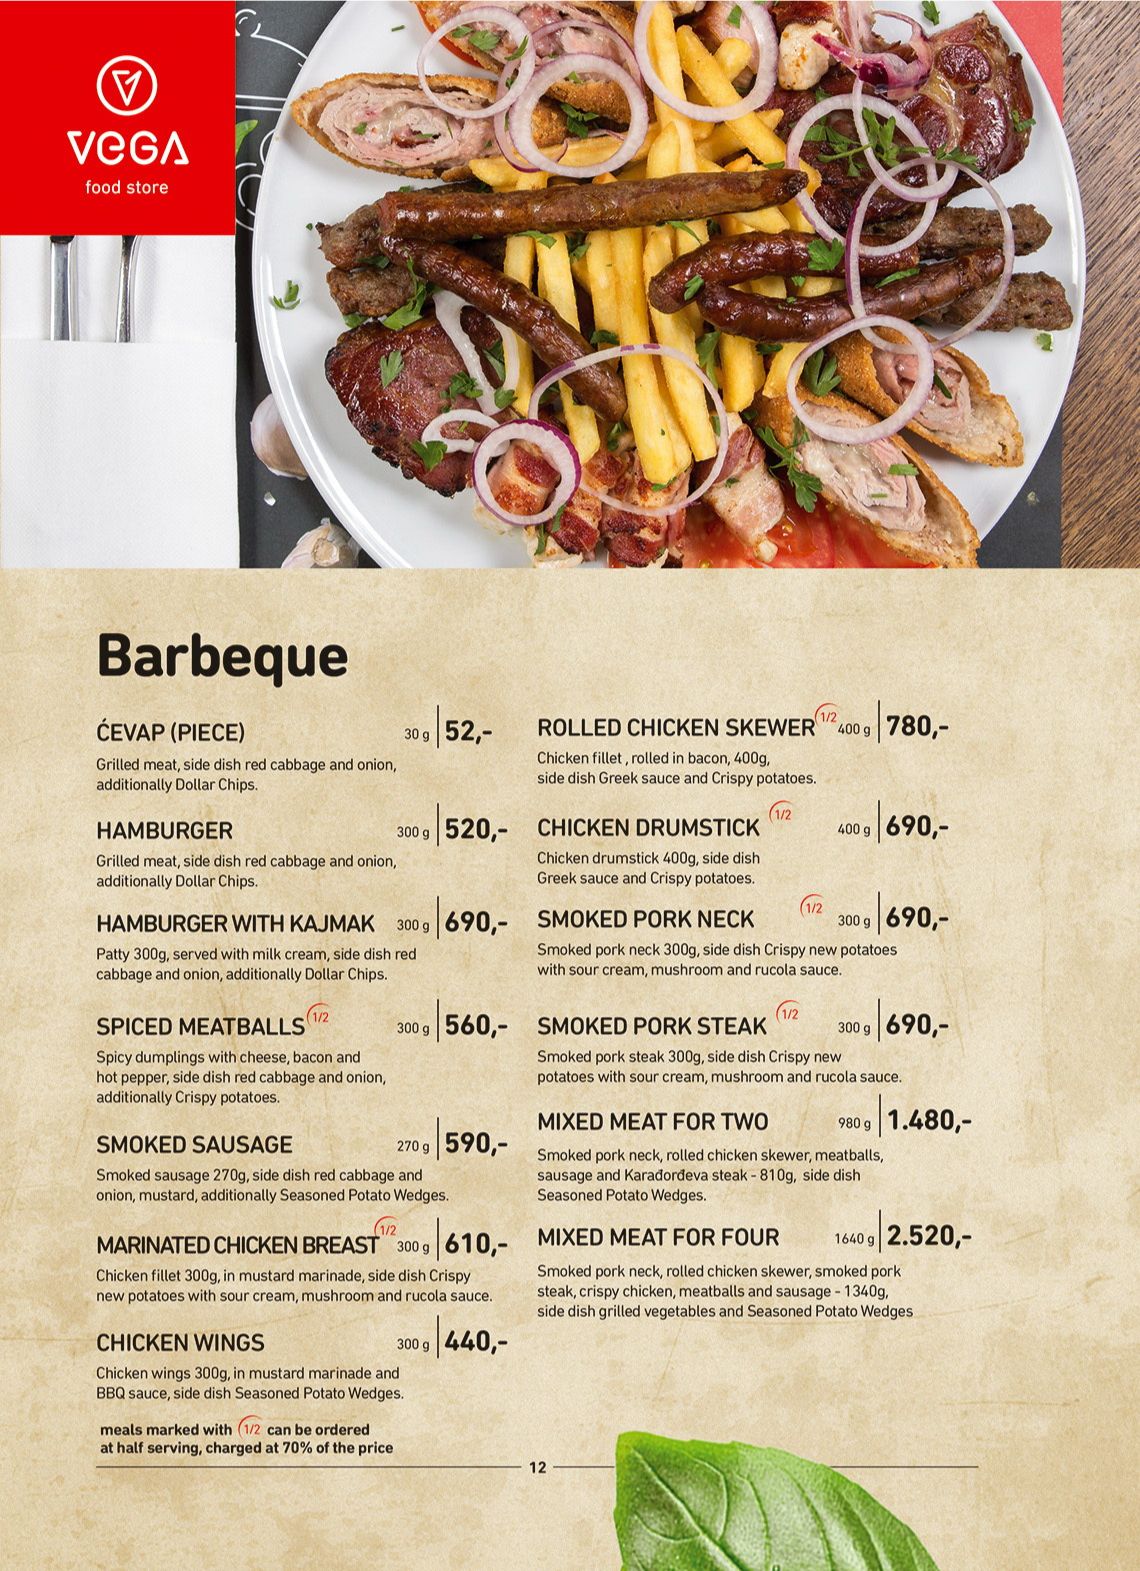 VEGA
food store
Barbeque
ĆEVAP (PIECE) 30 g 52,-
Grilled meat, side dish red cabbage and onion,
additionally Dollar Chips.
HAMBURGER 300 g 520,-
Grilled meat, side dish red cabbage and onion,
additionally Dollar Chips.
HAMBURGER WITH KAJMAK 300 g 690,-
Patty 300g, served with milk cream, side dish red
cabbage and onion, additionally Dollar Chips.
SPICED MEATBALLS 1/2 300 g 560,-
Spicy dumplings with cheese, bacon and
hot pepper, side dish red cabbage and onion,
additionally Crispy potatoes.
SMOKED SAUSAGE 270 g 590,-
Smoked sausage 270g, side dish red cabbage and
onion, mustard, additionally Seasoned Potato Wedges.
MARINATED CHICKEN BREAST 1/2 300 g 610,-
Chicken fillet 300g, in mustard marinade, side dish Crispy
new potatoes with sour cream, mushroom and rucola sauce.
CHICKEN WINGS 300 g 440,-
Chicken wings 300g, in mustard marinade and
BBQ sauce, side dish Seasoned Potato Wedges.
meals marked with 1/2 can be ordered
at half serving, charged at 70% of the price
ROLLED CHICKEN SKEWER 1/2 400 g 780,-
Chicken fillet , rolled in bacon, 400g,
side dish Greek sauce and Crispy potatoes.
CHICKEN DRUMSTICK 1/2 400 g 690,-
Chicken drumstick 400g, side dish
Greek sauce and Crispy potatoes.
SMOKED PORK NECK 1/2 300 g 690,-
Smoked pork neck 300g, side dish Crispy new potatoes
with sour cream, mushroom and rucola sauce.
SMOKED PORK STEAK 1/2 300 g 690,-
Smoked pork steak 300g, side dish Crispy new
potatoes with sour cream, mushroom and rucola sauce.
MIXED MEAT FOR TWO 980 g 1.480,-
Smoked pork neck, rolled chicken skewer, meatballs,
sausage and Karađorđeva steak - 810g, side dish
Seasoned Potato Wedges.
MIXED MEAT FOR FOUR 1640 g 2.520,-
Smoked pork neck, rolled chicken skewer, smoked pork
steak, crispy chicken, meatballs and sausage - 1340g,
side dish grilled vegetables and Seasoned Potato Wedges
12